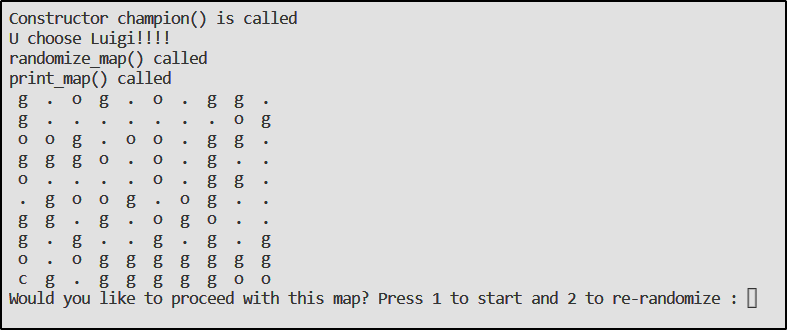 Constructor champion() is called
U choose Luigi!!!!
randomize_map() called
print_map() called
g . o g . o . g g .
g . . . . . . . o g
o o g . o o . g g .
g g g o . o . g . .
o . . . . o . g g .
. g o o g . o g . .
g g . g . o g o . .
g . g . . g . g . g
o . o g g g g g g g
c g . g g g g g o o
Would you like to proceed with this map? Press 1 to start and 2 to re-randomize :